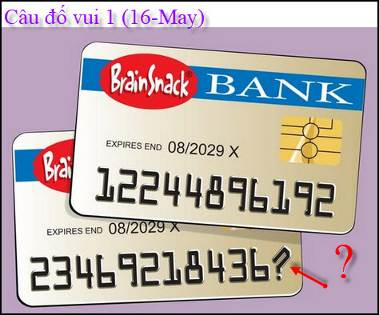 Câu đố vui 1 (16-May)
BrainSnack® BANK
EXPIRES END 08/2029 X
12244896192
BrainSnack
EXPIRES END 08/2029 X
23469218436?
?